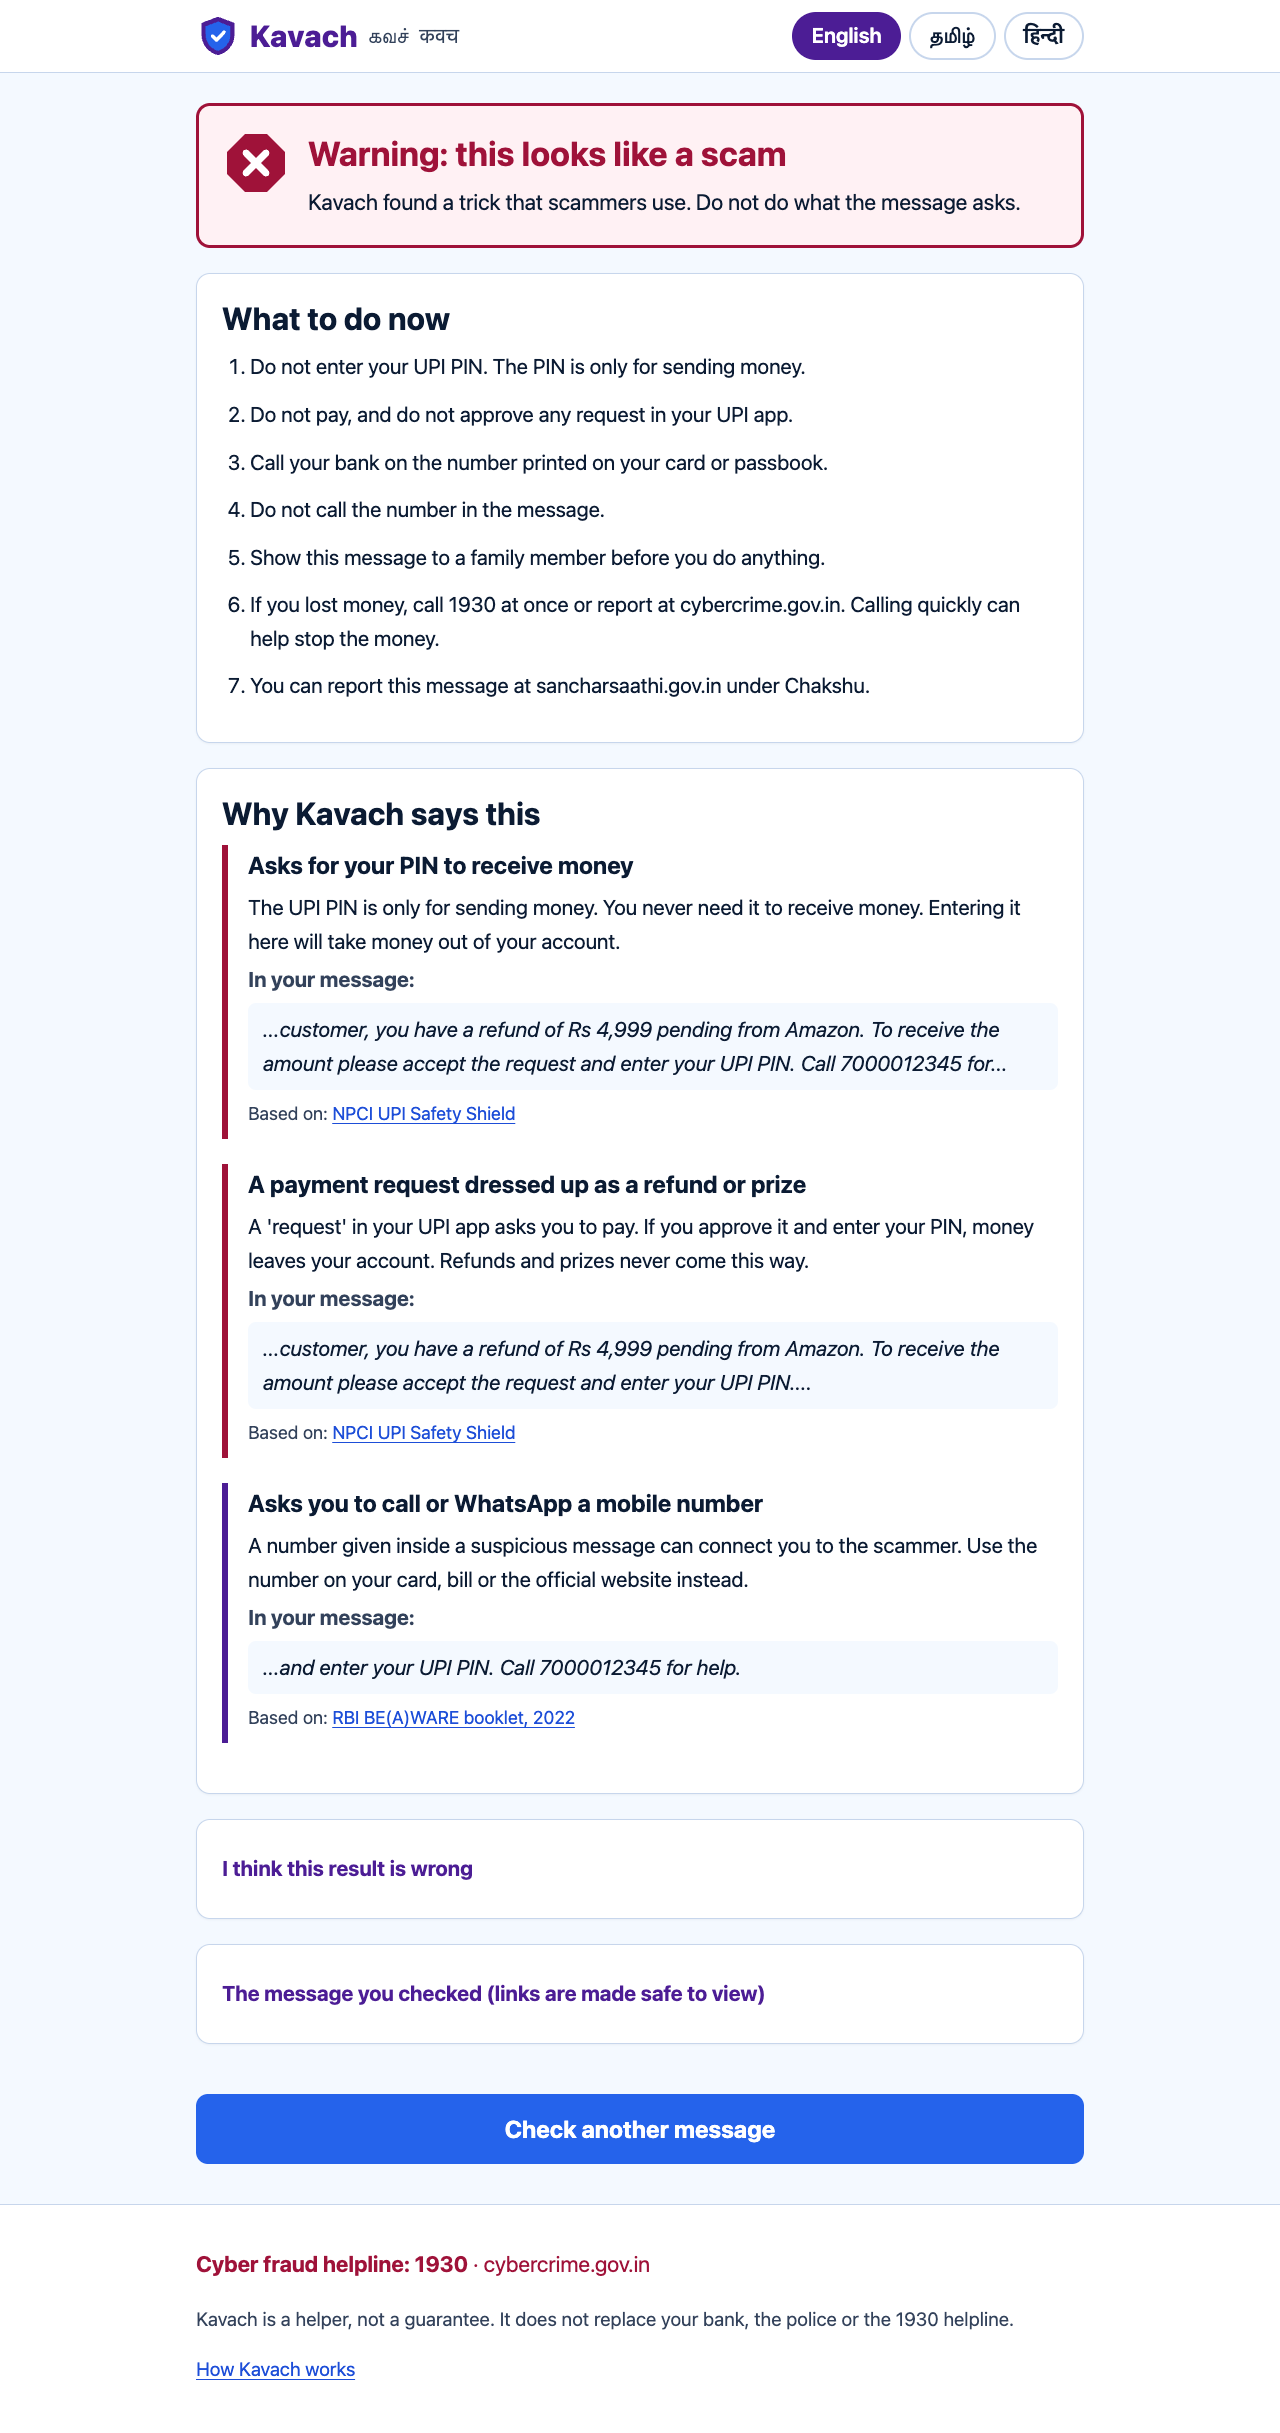 Kavach கவச் कवच
English தமிழ் हिन्दी
Warning: this looks like a scam
Kavach found a trick that scammers use. Do not do what the message asks.
What to do now
1. Do not enter your UPI PIN. The PIN is only for sending money.
2. Do not pay, and do not approve any request in your UPI app.
3. Call your bank on the number printed on your card or passbook.
4. Do not call the number in the message.
5. Show this message to a family member before you do anything.
6. If you lost money, call 1930 at once or report at cybercrime.gov.in. Calling quickly can
help stop the money.
7. You can report this message at sancharsaathi.gov.in under Chakshu.
Why Kavach says this
Asks for your PIN to receive money
The UPI PIN is only for sending money. You never need it to receive money. Entering it
here will take money out of your account.
In your message:
...customer, you have a refund of Rs 4,999 pending from Amazon. To receive the
amount please accept the request and enter your UPI PIN. Call 7000012345 for...
Based on: NPCI UPI Safety Shield
A payment request dressed up as a refund or prize
A 'request' in your UPI app asks you to pay. If you approve it and enter your PIN, money
leaves your account. Refunds and prizes never come this way.
In your message:
...customer, you have a refund of Rs 4,999 pending from Amazon. To receive the
amount please accept the request and enter your UPI PIN....
Based on: NPCI UPI Safety Shield
Asks you to call or WhatsApp a mobile number
A number given inside a suspicious message can connect you to the scammer. Use the
number on your card, bill or the official website instead.
In your message:
...and enter your UPI PIN. Call 7000012345 for help.
Based on: RBI BE(A)WARE booklet, 2022
I think this result is wrong
The message you checked (links are made safe to view)
Check another message
Cyber fraud helpline: 1930 · cybercrime.gov.in
Kavach is a helper, not a guarantee. It does not replace your bank, the police or the 1930 helpline.
How Kavach works